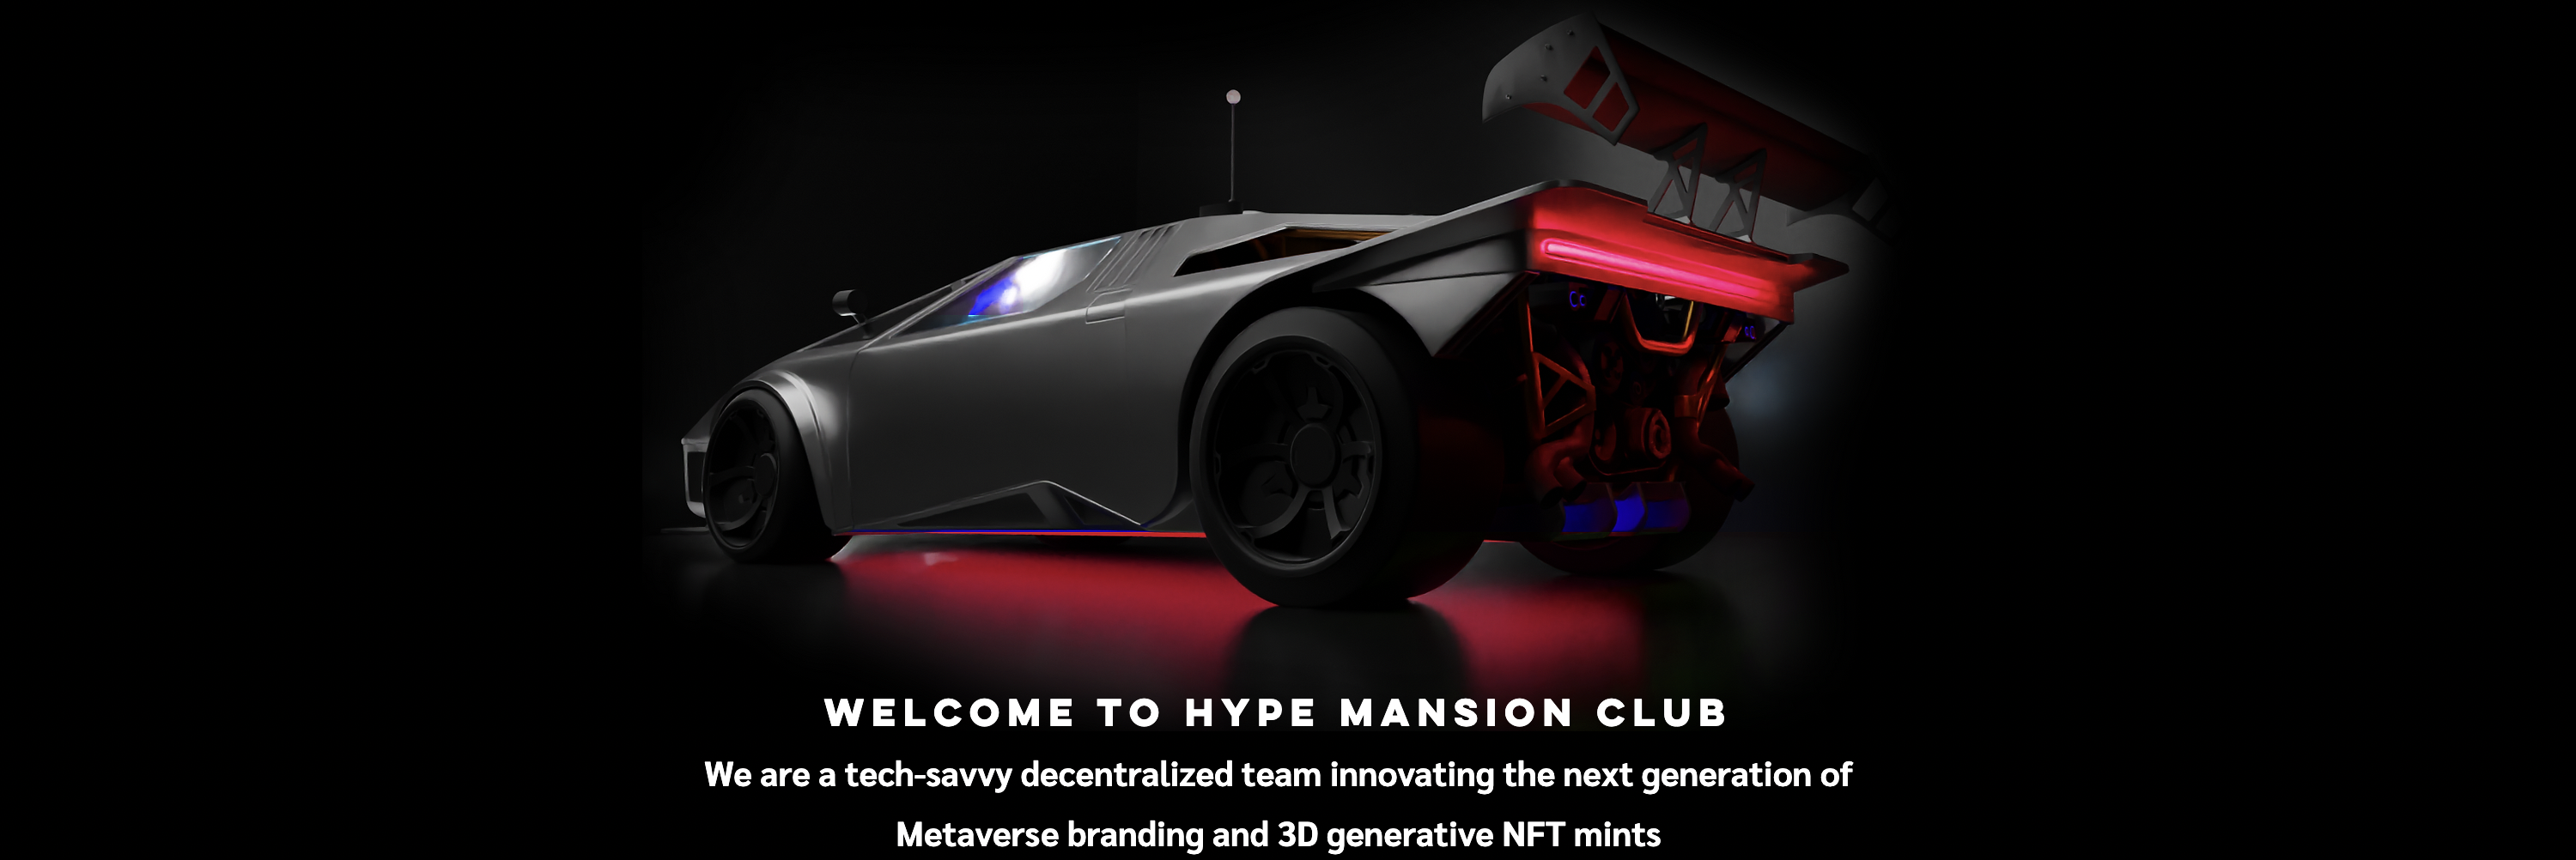 WELCOME TO HYPE MANSION CLUB
We are a tech-savvy decentralized team innovating the next generation of
Metaverse branding and 3D generative NFT mints